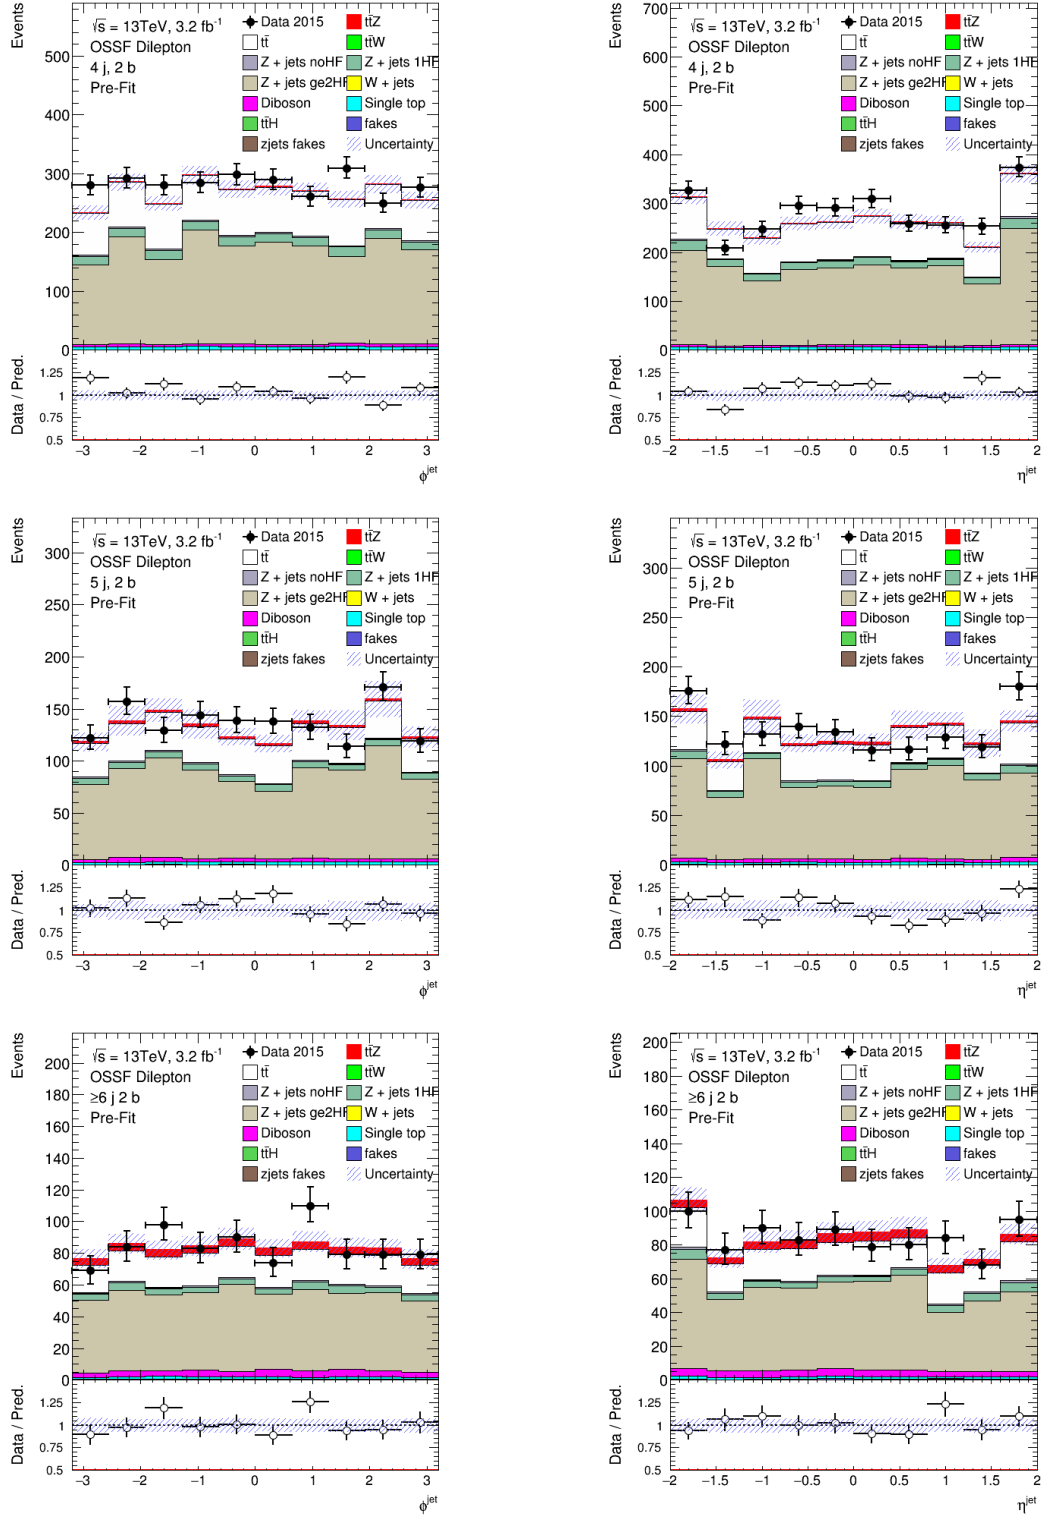 Events
√s = 13TeV, 3.2 fb-1
OSSF Dilepton
4 j, 2 b
Pre-Fit
Data 2015
tt̄Z
tt̄
tt̄W
Z + jets noHF
Z + jets 1HF
Z + jets ge2HF
W + jets
Diboson
Single top
tt̄H
fakes
zjets fakes
Uncertainty
500
400
300
200
100
0
Data / Pred.
1.25
1
0.75
0.5
−3 −2 −1 0 1 2 3
ϕjet
Events
√s = 13TeV, 3.2 fb-1
OSSF Dilepton
4 j, 2 b
Pre-Fit
Data 2015
tt̄Z
tt̄
tt̄W
Z + jets noHF
Z + jets 1HF
Z + jets ge2HF
W + jets
Diboson
Single top
tt̄H
fakes
zjets fakes
Uncertainty
700
600
500
400
300
200
100
0
Data / Pred.
1.25
1
0.75
0.5
−2 −1.5 −1 −0.5 0 0.5 1 1.5 2
ηjet
Events
√s = 13TeV, 3.2 fb-1
OSSF Dilepton
5 j, 2 b
Pre-Fit
Data 2015
tt̄Z
tt̄
tt̄W
Z + jets noHF
Z + jets 1HF
Z + jets ge2HF
W + jets
Diboson
Single top
tt̄H
fakes
zjets fakes
Uncertainty
300
250
200
150
100
50
0
Data / Pred.
1.25
1
0.75
0.5
−3 −2 −1 0 1 2 3
ϕjet
Events
√s = 13TeV, 3.2 fb-1
OSSF Dilepton
5 j, 2 b
Pre-Fit
Data 2015
tt̄Z
tt̄
tt̄W
Z + jets noHF
Z + jets 1HF
Z + jets ge2HF
W + jets
Diboson
Single top
tt̄H
fakes
zjets fakes
Uncertainty
300
250
200
150
100
50
0
Data / Pred.
1.25
1
0.75
0.5
−2 −1.5 −1 −0.5 0 0.5 1 1.5 2
ηjet
Events
√s = 13TeV, 3.2 fb-1
OSSF Dilepton
≥6 j 2 b
Pre-Fit
Data 2015
tt̄Z
tt̄
tt̄W
Z + jets noHF
Z + jets 1HF
Z + jets ge2HF
W + jets
Diboson
Single top
tt̄H
fakes
zjets fakes
Uncertainty
200
180
160
140
120
100
80
60
40
20
0
Data / Pred.
1.25
1
0.75
0.5
−3 −2 −1 0 1 2 3
ϕjet
Events
√s = 13TeV, 3.2 fb-1
OSSF Dilepton
≥6 j 2 b
Pre-Fit
Data 2015
tt̄Z
tt̄
tt̄W
Z + jets noHF
Z + jets 1HF
Z + jets ge2HF
W + jets
Diboson
Single top
tt̄H
fakes
zjets fakes
Uncertainty
200
180
160
140
120
100
80
60
40
20
0
Data / Pred.
1.25
1
0.75
0.5
−2 −1.5 −1 −0.5 0 0.5 1 1.5 2
ηjet